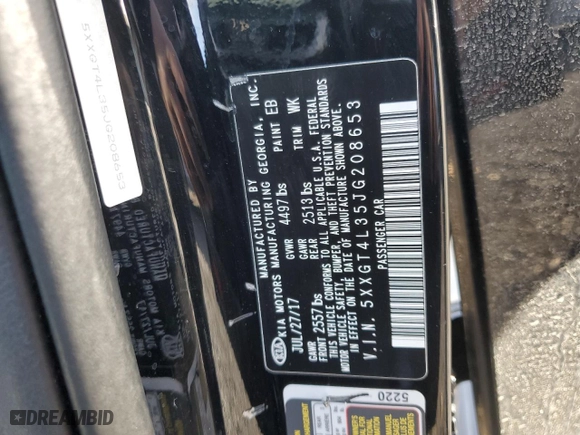 5XXGT4L35JG208653
MANUFACTURED BY
KIA KIA MOTORS MANUFACTURING GEORGIA, INC.
JUL/27/17 GVWR 4497 lbs PAINT EB
GAWR FRONT 2557 lbs GAWR REAR 2513 lbs TRIM WK
THIS VEHICLE CONFORMS TO ALL APPLICABLE U.S.A. FEDERAL
MOTOR VEHICLE SAFETY, BUMPER, AND THEFT PREVENTION STANDARDS
IN EFFECT ON THE DATE OF MANUFACTURE SHOWN ABOVE.
V.I.N. 5XXGT4L35JG208653
PASSENGER CAR
5220
DREAMBID